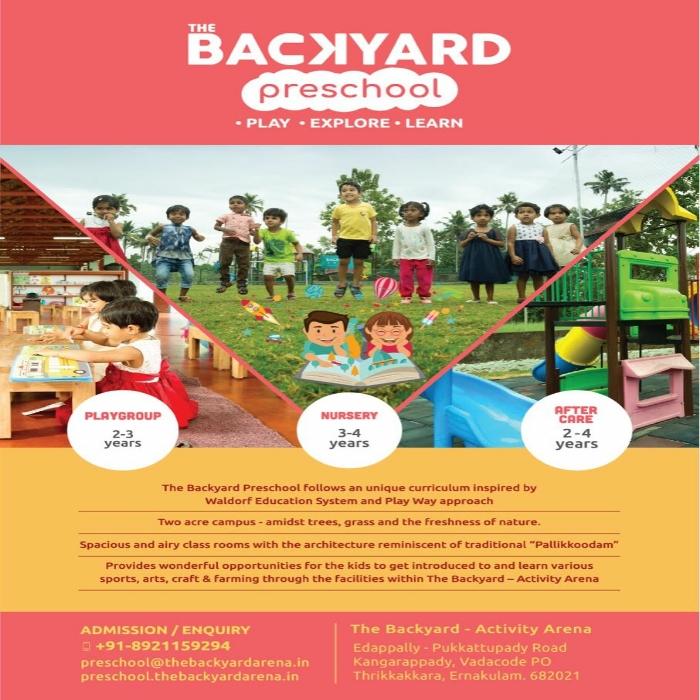 THE
BACKYARD
preschool
• PLAY • EXPLORE • LEARN
PLAYGROUP
2-3
years
NURSERY
3-4
years
AFTER
CARE
2-4
years
The Backyard Preschool follows an unique curriculum inspired by
Waldorf Education System and Play Way approach
Two acre campus - amidst trees, grass and the freshness of nature.
Spacious and airy class rooms with the architecture reminiscent of traditional “Pallikkoodam”
Provides wonderful opportunities for the kids to get introduced to and learn various
sports, arts, craft & farming through the facilities within The Backyard – Activity Arena
ADMISSION / ENQUIRY
+91-8921159294
preschool@thebackyardarena.in
preschool.thebackyardarena.in
The Backyard - Activity Arena
Edappally - Pukkattupady Road
Kangarappady, Vadacode PO
Thrikkakkara, Ernakulam. 682021